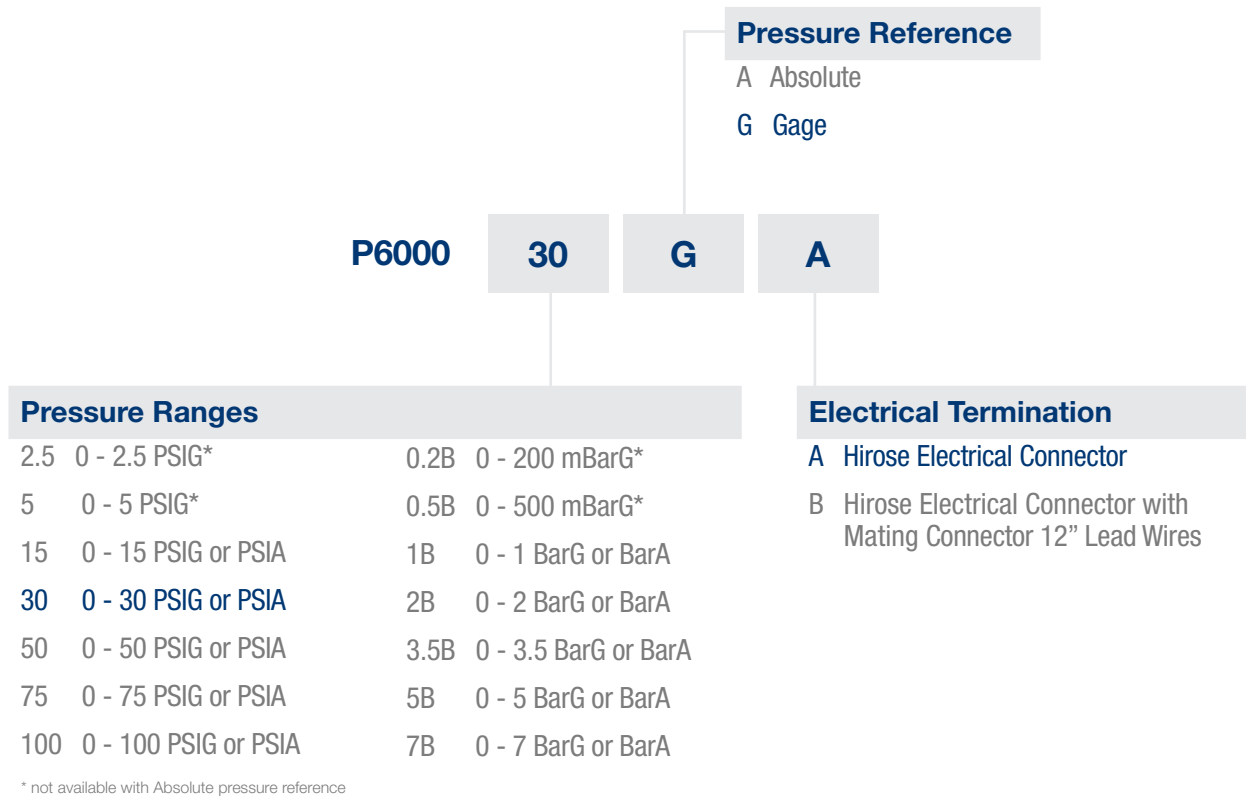 Pressure Reference
A Absolute
G Gage
P6000 30 G A
Pressure Ranges
2.5 0 - 2.5 PSIG*
5 0 - 5 PSIG*
15 0 - 15 PSIG or PSIA
30 0 - 30 PSIG or PSIA
50 0 - 50 PSIG or PSIA
75 0 - 75 PSIG or PSIA
100 0 - 100 PSIG or PSIA
0.2B 0 - 200 mBarG*
0.5B 0 - 500 mBarG*
1B 0 - 1 BarG or BarA
2B 0 - 2 BarG or BarA
3.5B 0 - 3.5 BarG or BarA
5B 0 - 5 BarG or BarA
7B 0 - 7 BarG or BarA
* not available with Absolute pressure reference
Electrical Termination
A Hirose Electrical Connector
B Hirose Electrical Connector with
Mating Connector 12” Lead Wires